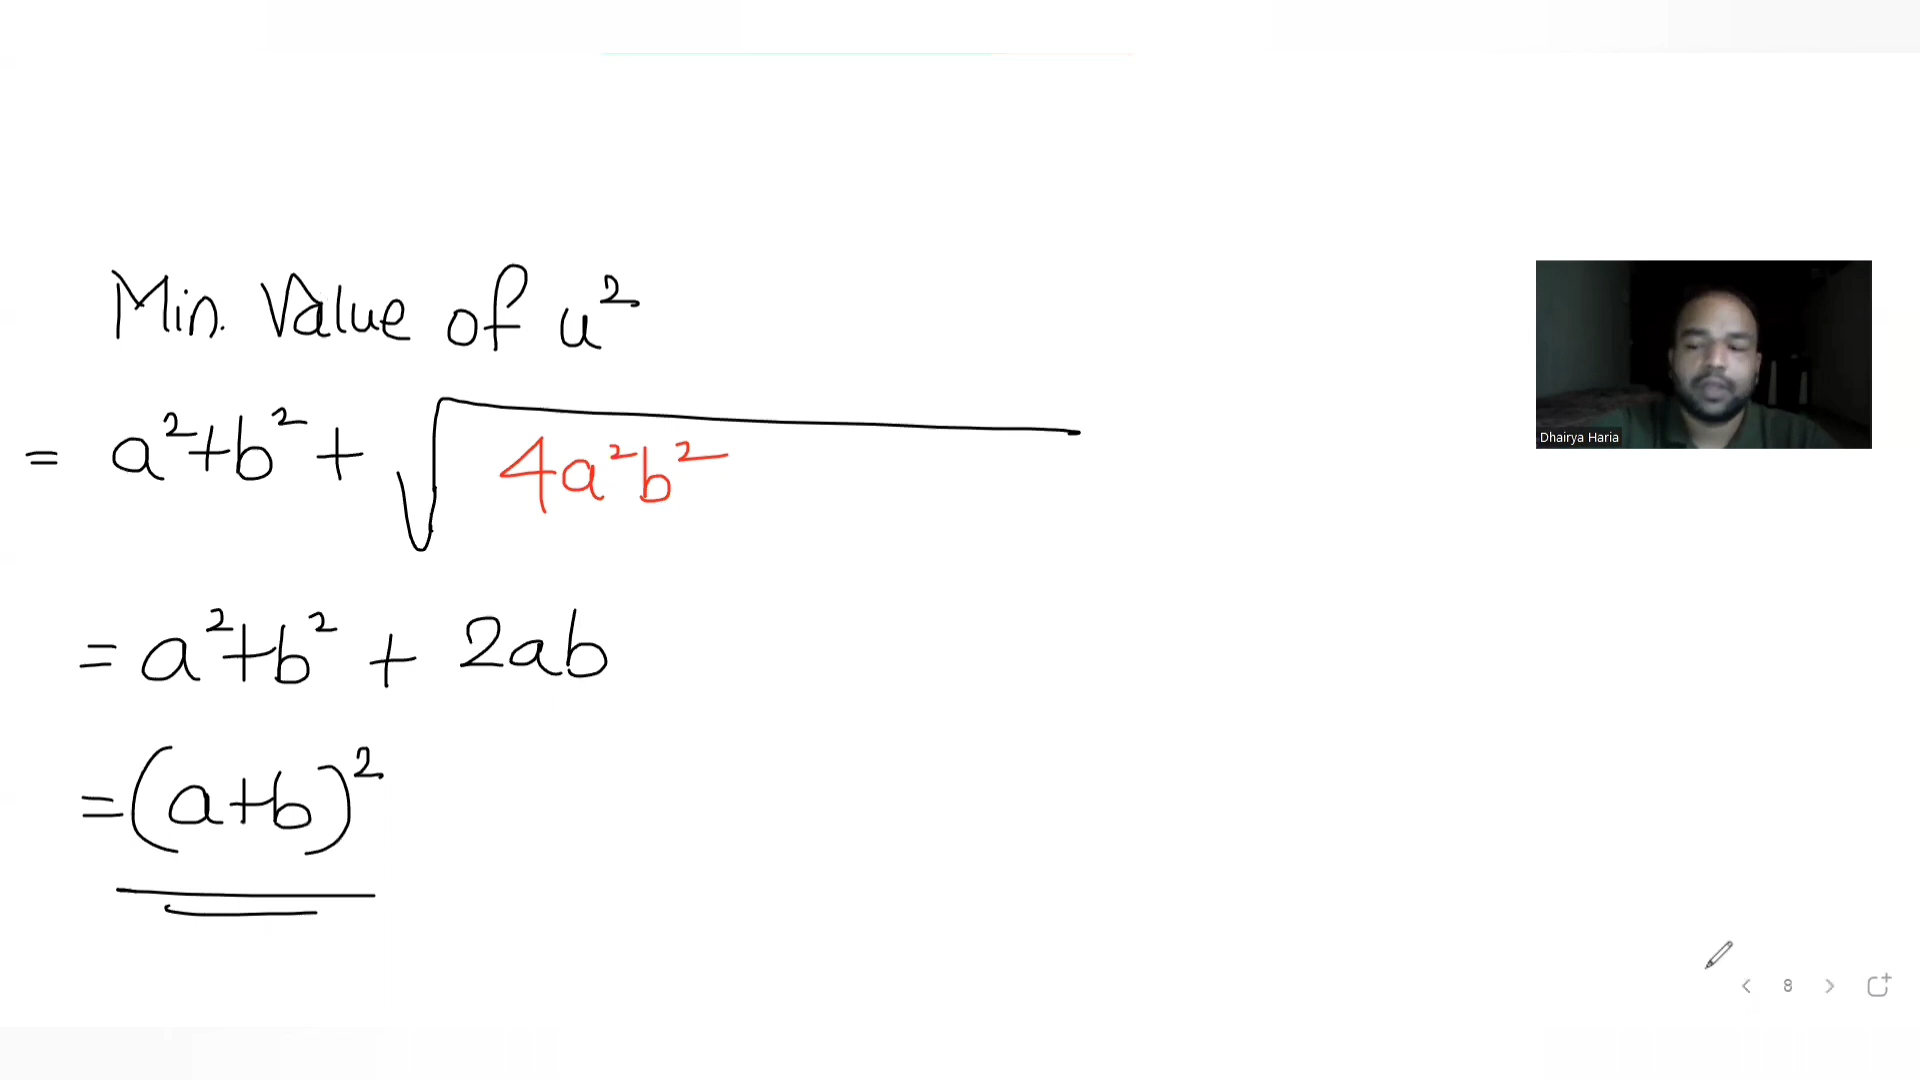 Min. Value of u²
= a²+b² + √4a²b²
= a²+b² + 2ab
=(a+b)²
Dhairya Haria
8